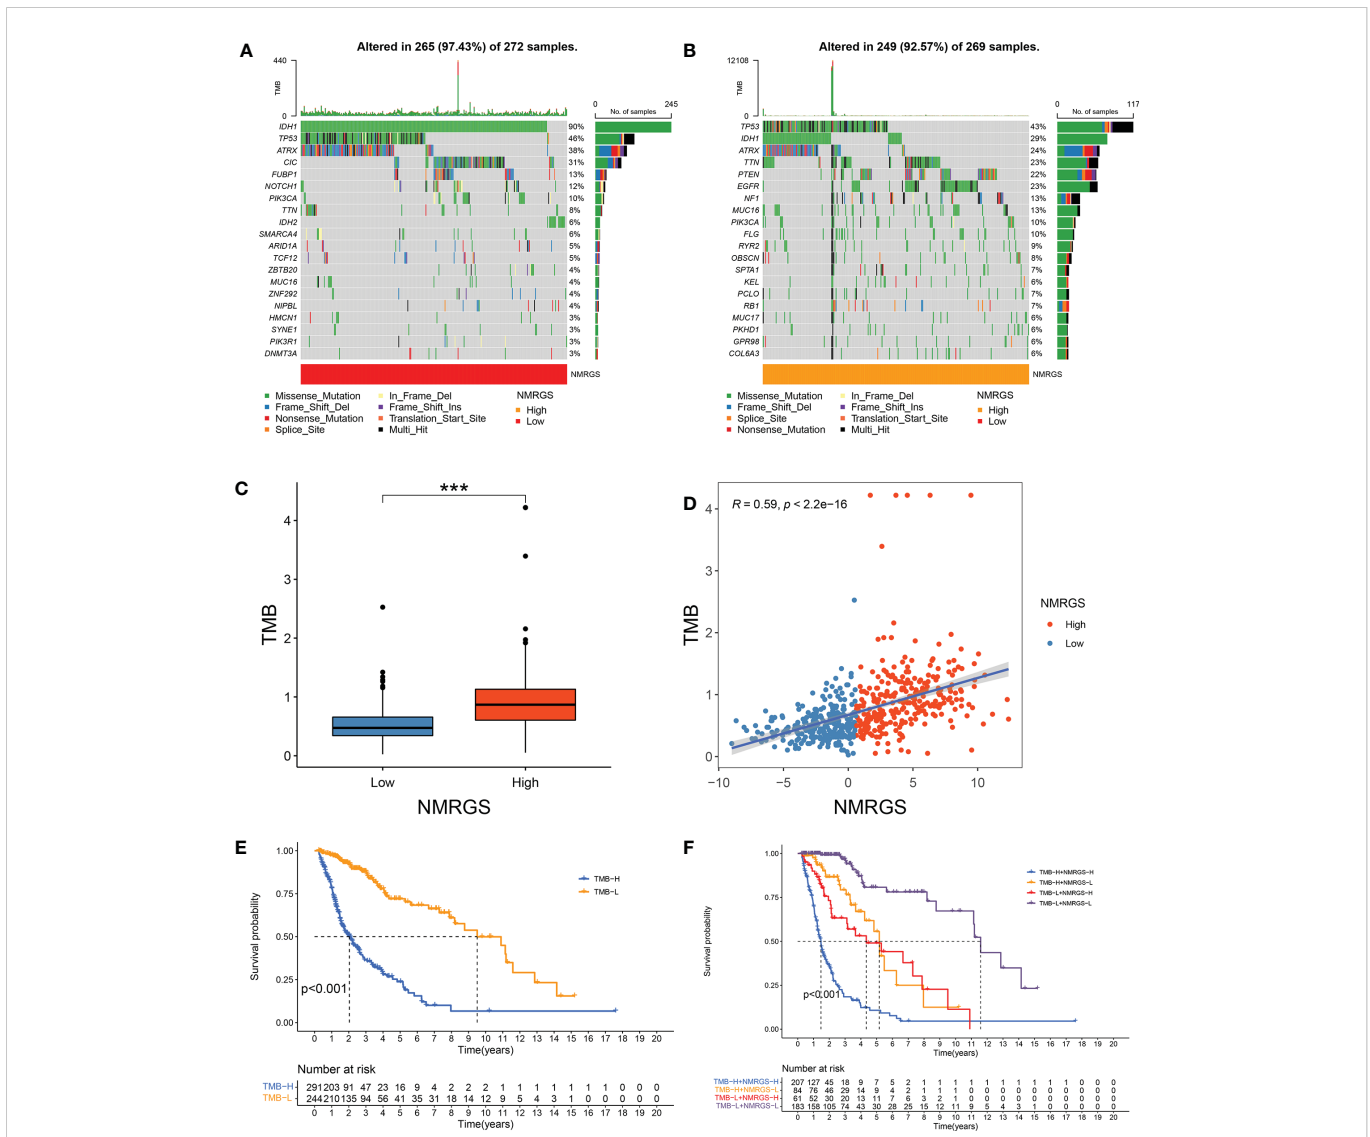 A
Altered in 265 (97.43%) of 272 samples.
440
TMB
0
0 245
No. of samples
IDH1 90%
TP53 46%
ATRX 38%
CIC 31%
FUBP1 13%
NOTCH1 12%
PIK3CA 10%
TTN 8%
IDH2 6%
SMARCA4 6%
ARID1A 5%
TCF12 5%
ZBTB20 4%
MUC16 4%
ZNF292 4%
NIPBL 4%
HMCN1 3%
SYNE1 3%
PIK3R1 3%
DNMT3A 3%
NMRGS
Missense_Mutation In_Frame_Del NMRGS
Frame_Shift_Del Frame_Shift_Ins High
Nonsense_Mutation Translation_Start_Site Low
Splice_Site Multi_Hit
B
Altered in 249 (92.57%) of 269 samples.
12108
TMB
0
0 117
No. of samples
TP53 43%
IDH1 29%
ATRX 24%
TTN 23%
PTEN 22%
EGFR 23%
NF1 13%
MUC16 13%
PIK3CA 10%
FLG 10%
RYR2 9%
OBSCN 8%
SPTA1 7%
KEL 6%
PCLO 7%
RB1 7%
MUC17 6%
PKHD1 6%
GPR98 6%
COL6A3 6%
NMRGS
Missense_Mutation In_Frame_Del NMRGS
Frame_Shift_Del Frame_Shift_Ins High
Splice_Site Translation_Start_Site Low
Nonsense_Mutation Multi_Hit
C
***
4
3
2
1
0
TMB
Low High
NMRGS
D
R = 0.59, p < 2.2e−16
4
3
2
1
0
TMB
−10 −5 0 5 10
NMRGS
NMRGS
High
Low
E
1.00
0.75
0.50
0.25
0.00
Survival probability
TMB−H
TMB−L
p<0.001
0 1 2 3 4 5 6 7 8 9 10 11 12 13 14 15 16 17 18 19 20
Time(years)
Number at risk
TMB−H 291 203 91 47 23 16 9 4 2 2 2 1 1 1 1 1 1 1 0 0 0
TMB−L 244 210 135 94 56 41 35 31 18 14 12 9 5 4 3 1 0 0 0 0 0
0 1 2 3 4 5 6 7 8 9 10 11 12 13 14 15 16 17 18 19 20
Time(years)
F
1.00
0.75
0.50
0.25
0.00
Survival probability
TMB−H+NMRGS−H
TMB−H+NMRGS−L
TMB−L+NMRGS−H
TMB−L+NMRGS−L
p<0.001
0 1 2 3 4 5 6 7 8 9 10 11 12 13 14 15 16 17 18 19 20
Time(years)
Number at risk
TMB−H+NMRGS−H 207 127 45 18 9 7 5 2 1 1 1 1 1 1 1 1 1 1 0 0 0
TMB−H+NMRGS−L 84 76 46 29 14 9 4 2 1 1 1 0 0 0 0 0 0 0 0 0 0
TMB−L+NMRGS−H 61 52 30 20 13 11 7 6 3 2 1 0 0 0 0 0 0 0 0 0 0
TMB−L+NMRGS−L 183 158 105 74 43 30 28 25 15 12 11 9 5 4 3 1 0 0 0 0 0
0 1 2 3 4 5 6 7 8 9 10 11 12 13 14 15 16 17 18 19 20
Time(years)